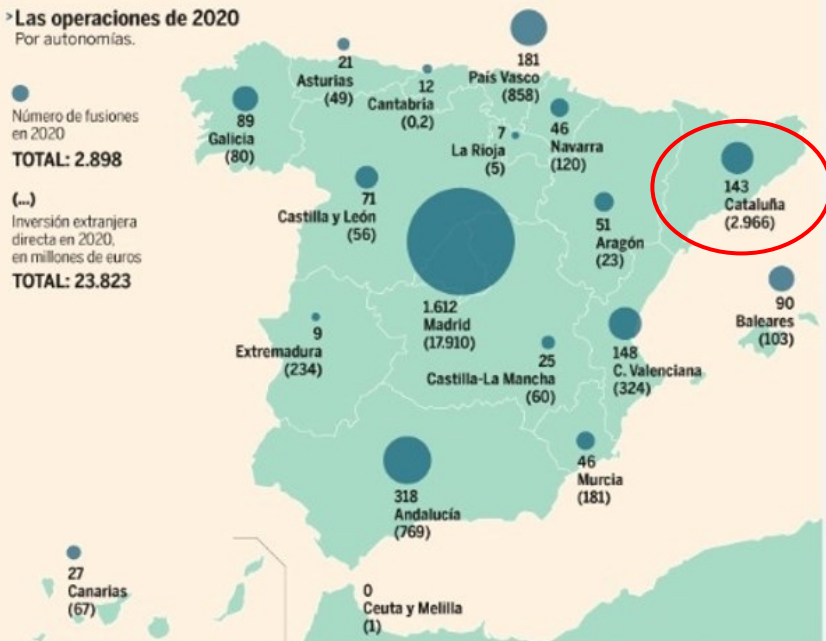 >Las operaciones de 2020
Por autonomías.
Número de fusiones
en 2020
TOTAL: 2.898
(...)
Inversión extranjera
directa en 2020,
en millones de euros
TOTAL: 23.823
21
Asturias
(49)
12
Cantabria
(0,2)
181
País Vasco
(858)
89
Galicia
(80)
7
La Rioja
(5)
46
Navarra
(120)
143
Cataluña
(2.966)
71
Castilla y León
(56)
51
Aragón
(23)
1.612
Madrid
(17.910)
90
Baleares
(103)
9
Extremadura
(234)
25
Castilla-La Mancha
(60)
148
C. Valenciana
(324)
318
Andalucía
(769)
46
Murcia
(181)
27
Canarias
(67)
0
Ceuta y Melilla
(1)